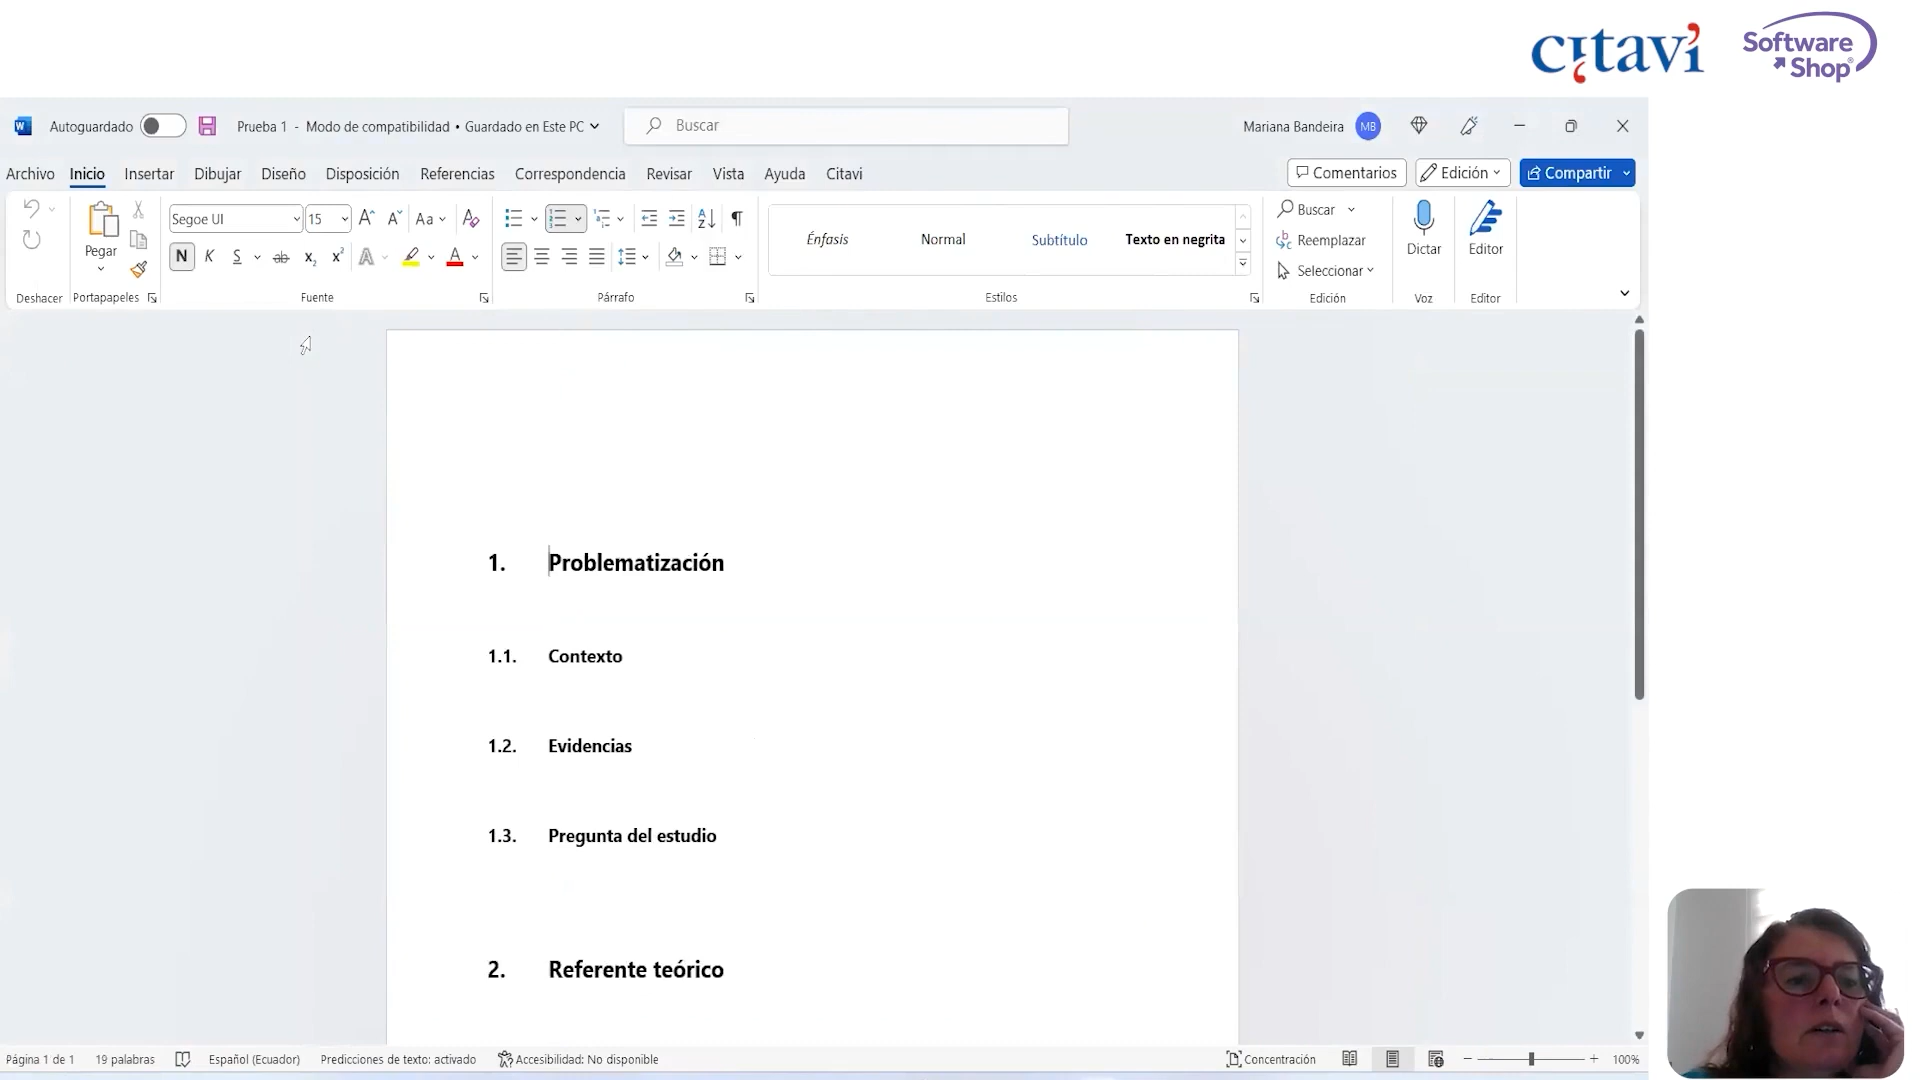 citavi
Software
Shop
Autoguardado
Prueba 1 - Modo de compatibilidad • Guardado en Este PC
Buscar
Mariana Bandeira
MB
Archivo Inicio Insertar Dibujar Diseño Disposición Referencias Correspondencia Revisar Vista Ayuda Citavi
Comentarios
Edición
Compartir
Pegar
Segoe UI
15
Aa
N K S ab x₂ x² A A
Énfasis
Normal
Subtítulo
Texto en negrita
Buscar
Reemplazar
Seleccionar
Dictar
Editor
Deshacer
Portapapeles
Fuente
Párrafo
Estilos
Edición
Voz
Editor
1. Problematización
1.1. Contexto
1.2. Evidencias
1.3. Pregunta del estudio
2. Referente teórico
Página 1 de 1
19 palabras
Español (Ecuador)
Predicciones de texto: activado
Accesibilidad: No disponible
Concentración
100%